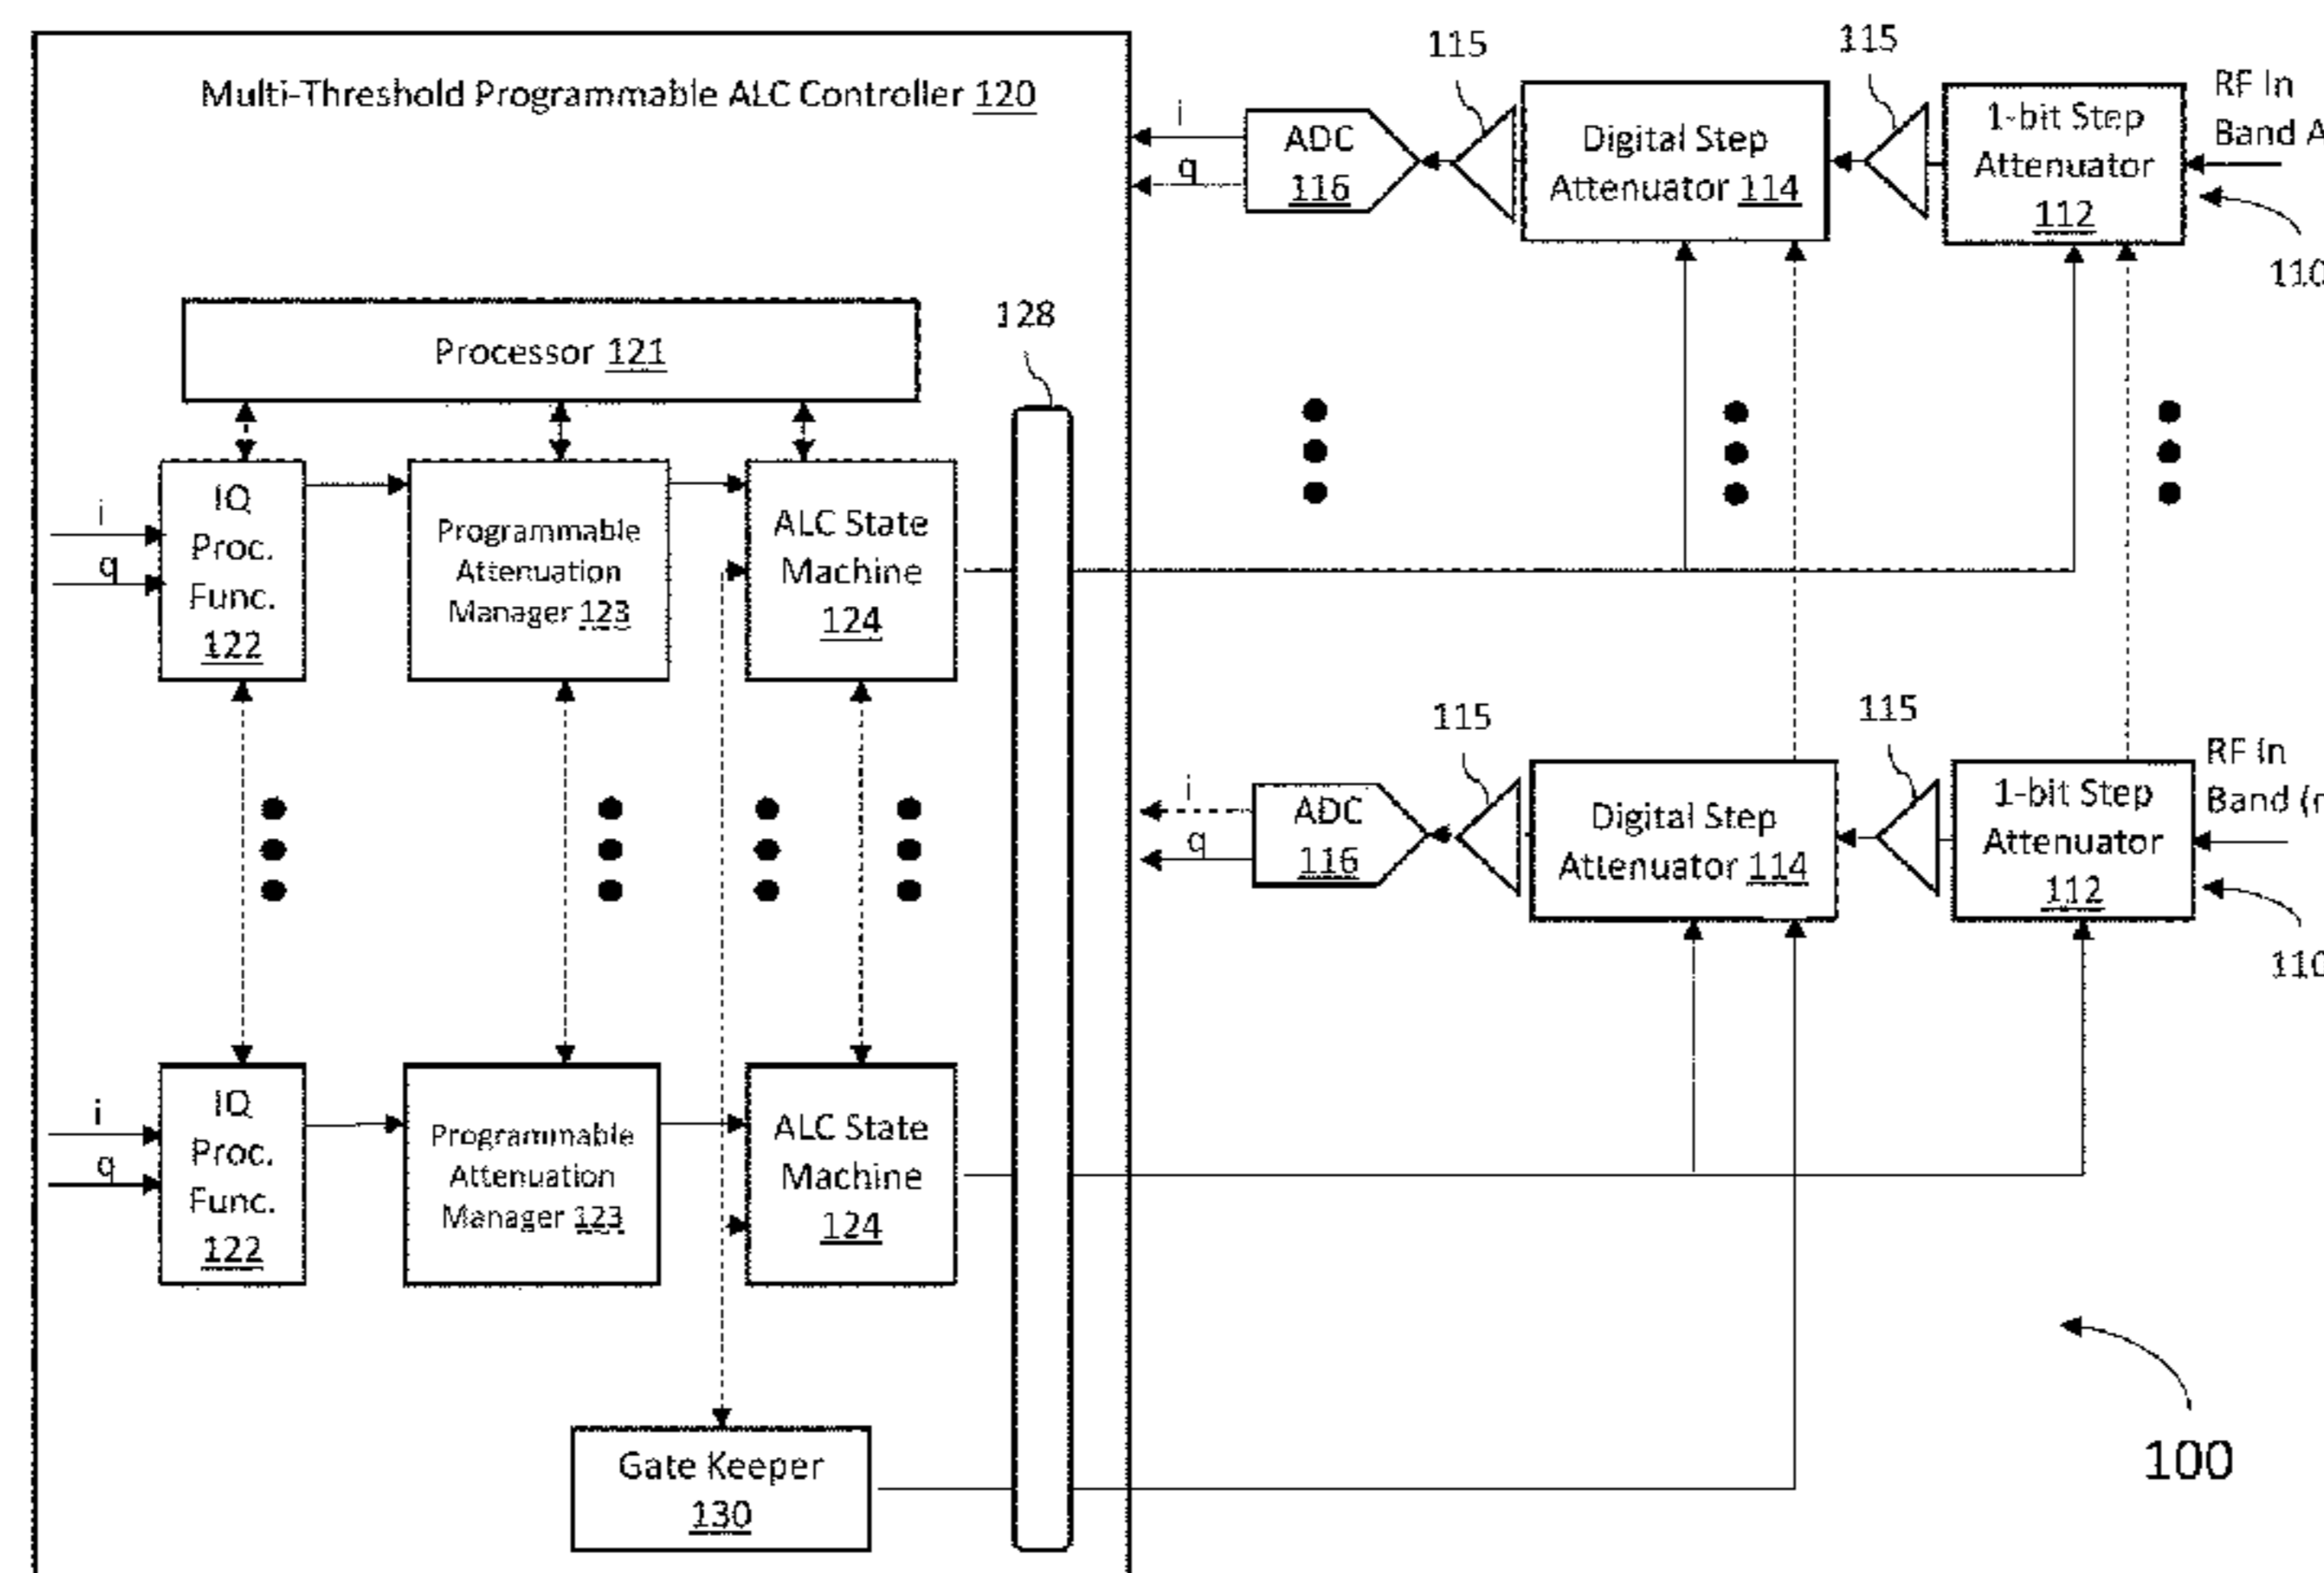 Multi-Threshold Programmable ALC Controller 120
115
115
RF In
Band A
i
q
ADC
116
Digital Step
Attenuator 114
1-bit Step
Attenuator
112
110
Processor 121
128
i
q
IQ
Proc.
Func.
122
Programmable
Attenuation
Manager 123
ALC State
Machine
124
115
115
RF In
Band (n
i
q
ADC
116
Digital Step
Attenuator 114
1-bit Step
Attenuator
112
110
i
q
IQ
Proc.
Func.
122
Programmable
Attenuation
Manager 123
ALC State
Machine
124
Gate Keeper
130
100